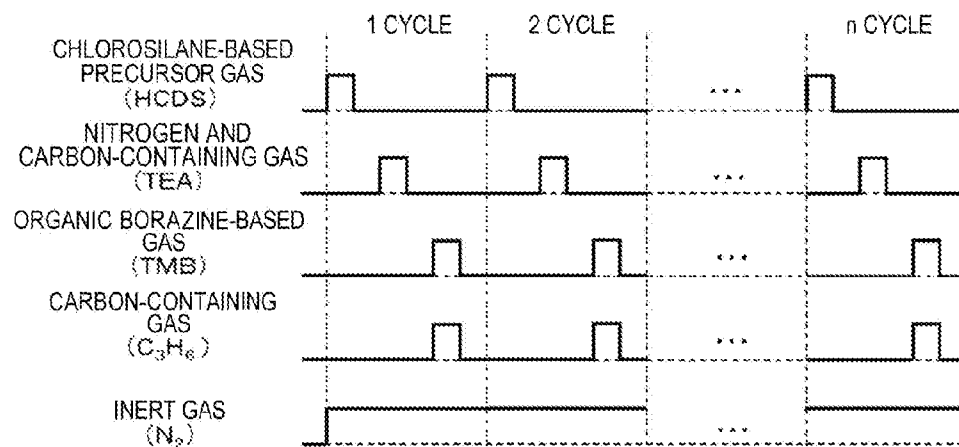 1 CYCLE 2 CYCLE n CYCLE
CHLOROSILANE-BASED
PRECURSOR GAS
(HCDS)
NITROGEN AND
CARBON-CONTAINING GAS
(TEA)
ORGANIC BORAZINE-BASED
GAS
(TMB)
CARBON-CONTAINING
GAS
(C₃H₆)
INERT GAS
(N₂)